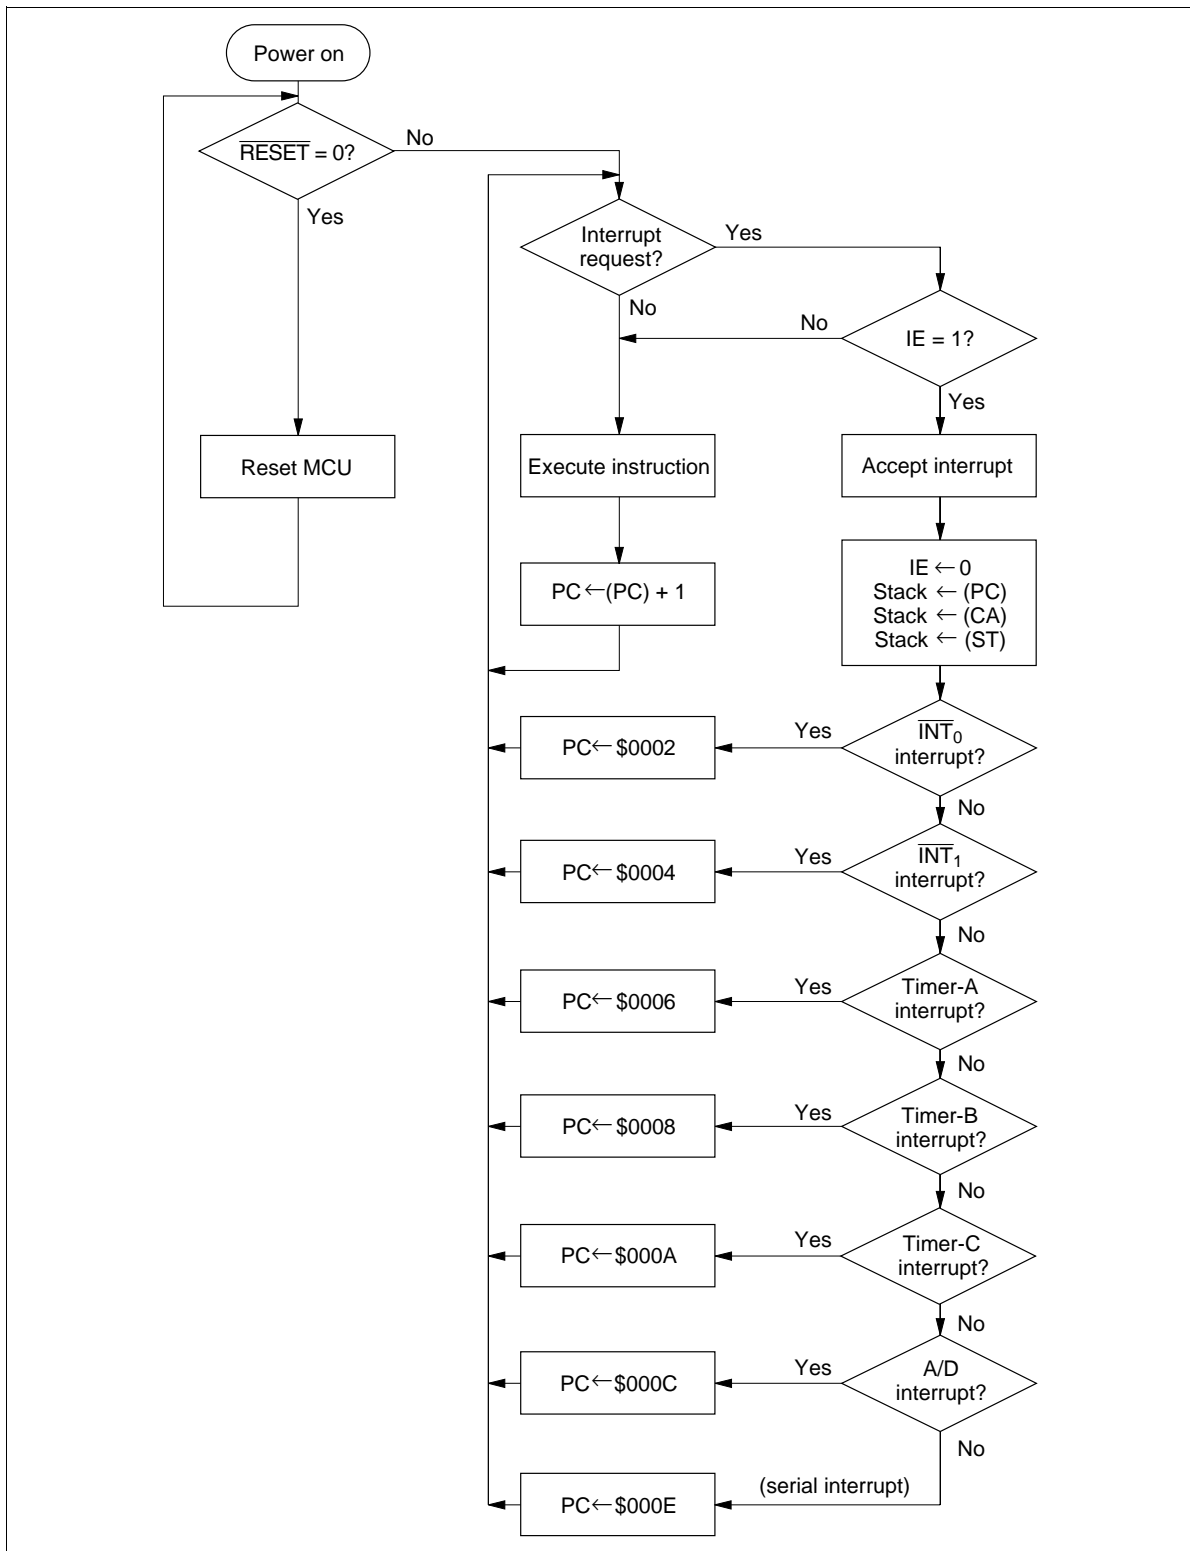 Power on
R̅E̅S̅E̅T̅ = 0?
No
Yes
Reset MCU
Interrupt
request?
Yes
No
IE = 1?
No
Yes
Execute instruction
PC ← (PC) + 1
Accept interrupt
IE ← 0
Stack ← (PC)
Stack ← (CA)
Stack ← (ST)
I̅N̅T̅₀
interrupt?
Yes
PC ← $0002
No
I̅N̅T̅₁
interrupt?
Yes
PC ← $0004
No
Timer-A
interrupt?
Yes
PC ← $0006
No
Timer-B
interrupt?
Yes
PC ← $0008
No
Timer-C
interrupt?
Yes
PC ← $000A
No
A/D
interrupt?
Yes
PC ← $000C
No
(serial interrupt)
PC ← $000E